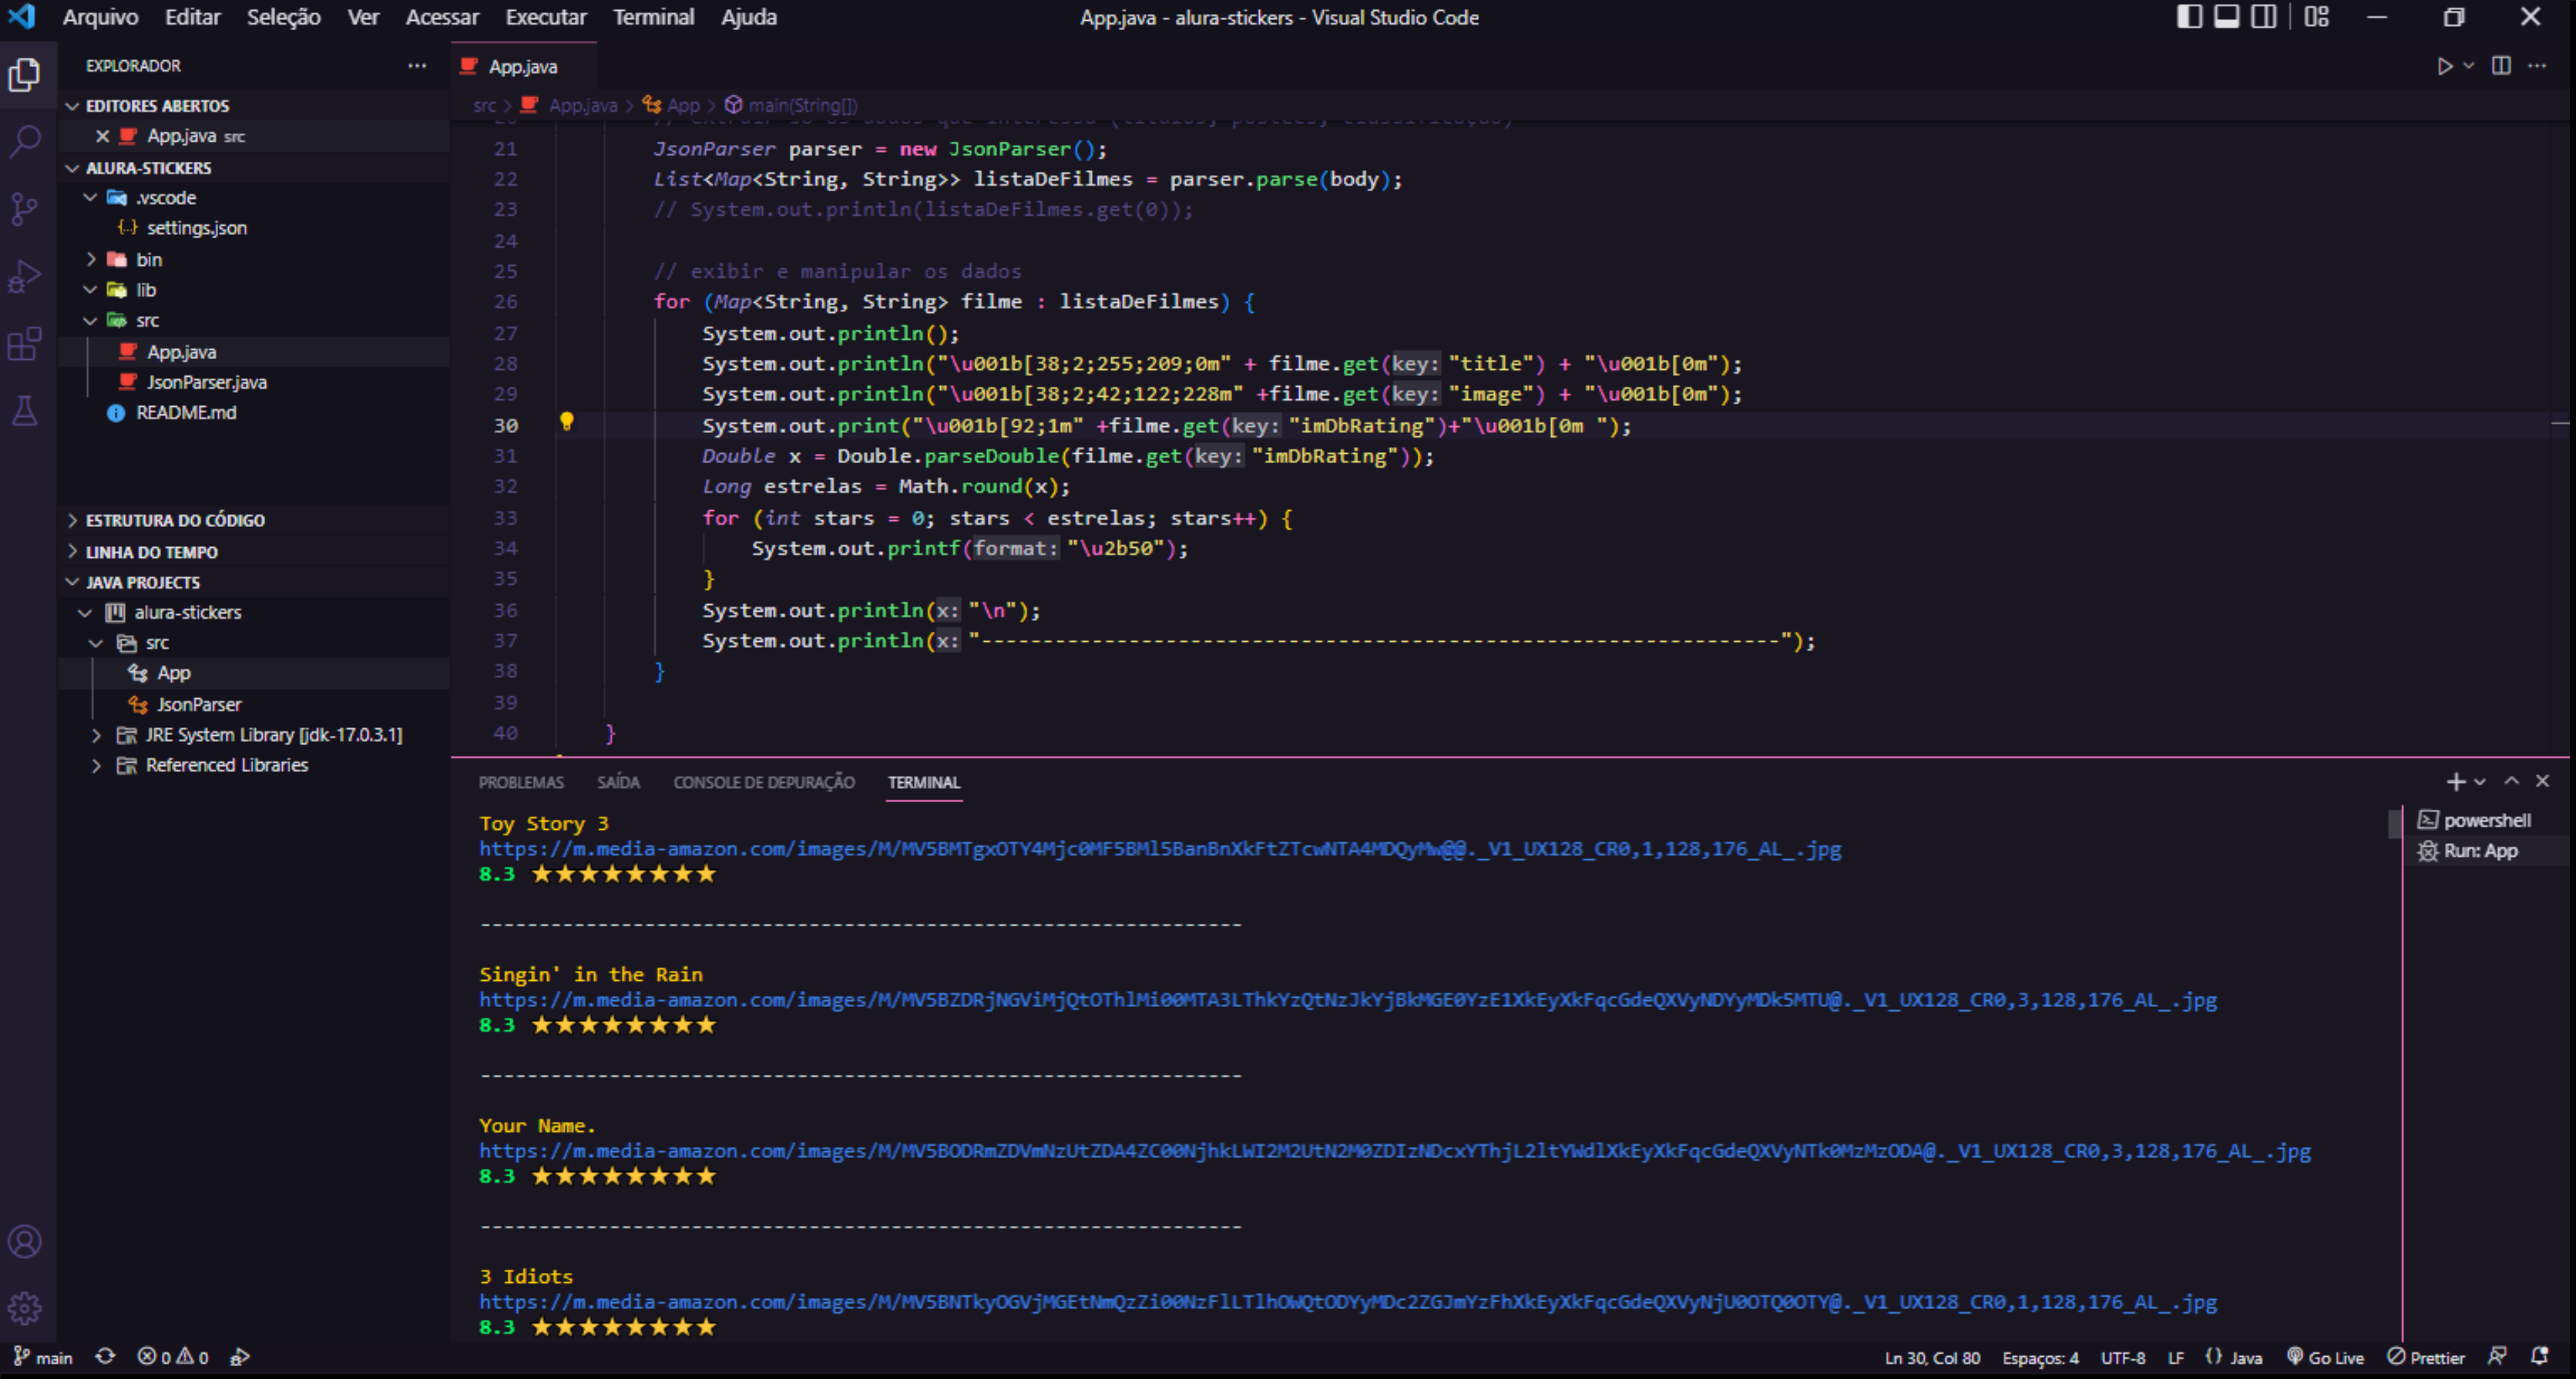 Arquivo Editar Seleção Ver Acessar Executar Terminal Ajuda
App.java - alura-stickers - Visual Studio Code
EXPLORADOR
EDITORES ABERTOS
App.java src
ALURA-STICKERS
.vscode
{..} settings.json
bin
lib
src
App.java
JsonParser.java
README.md
ESTRUTURA DO CÓDIGO
LINHA DO TEMPO
JAVA PROJECTS
alura-stickers
src
App
JsonParser
JRE System Library [jdk-17.0.3.1]
Referenced Libraries
App.java
src > App.java > App > main(String[])
21 JsonParser parser = new JsonParser();
22 List<Map<String, String>> listaDeFilmes = parser.parse(body);
23 // System.out.println(listaDeFilmes.get(0));
24
25 // exibir e manipular os dados
26 for (Map<String, String> filme : listaDeFilmes) {
27 System.out.println();
28 System.out.println("\u001b[38;2;255;209;0m" + filme.get(key: "title") + "\u001b[0m");
29 System.out.println("\u001b[38;2;42;122;228m" +filme.get(key: "image") + "\u001b[0m");
30 System.out.print("\u001b[92;1m" +filme.get(key: "imDbRating")+"\u001b[0m ");
31 Double x = Double.parseDouble(filme.get(key: "imDbRating"));
32 Long estrelas = Math.round(x);
33 for (int stars = 0; stars < estrelas; stars++) {
34 System.out.printf(format: "\u2b50");
35 }
36 System.out.println(x: "\n");
37 System.out.println(x: "-----------------------------------------------------------------");
38 }
39
40 }
PROBLEMAS SAÍDA CONSOLE DE DEPURAÇÃO TERMINAL
Toy Story 3
https://m.media-amazon.com/images/M/MV5BMTgxOTY4Mjc0MF5BMl5BanBnXkFtZTcwNTA4MDQyMw@@._V1_UX128_CR0,1,128,176_AL_.jpg
8.3 ★★★★★★★★
-----------------------------------------------------------------
Singin' in the Rain
https://m.media-amazon.com/images/M/MV5BZDRjNGViMjQtOThlMi00MTA3LThkYzQtNzJkYjBkMGE0YzE1XkEyXkFqcGdeQXVyNDYyMDk5MTU@._V1_UX128_CR0,3,128,176_AL_.jpg
8.3 ★★★★★★★★
-----------------------------------------------------------------
Your Name.
https://m.media-amazon.com/images/M/MV5BODRmZDVmNzUtZDA4ZC00NjhkLWI2M2UtN2M0ZDIzNDcxYThjL2ltYWdlXkEyXkFqcGdeQXVyNTk0MzMzODA@._V1_UX128_CR0,3,128,176_AL_.jpg
8.3 ★★★★★★★★
-----------------------------------------------------------------
3 Idiots
https://m.media-amazon.com/images/M/MV5BNTkyOGVjMGEtNmQzZi00NzFlLTlhOWQtODYyMDc2ZGJmYzFhXkEyXkFqcGdeQXVyNjU0OTQ0OTY@._V1_UX128_CR0,1,128,176_AL_.jpg
8.3 ★★★★★★★★
powershell
Run: App
main 0 0
Ln 30, Col 80 Espaços: 4 UTF-8 LF {} Java Go Live Prettier